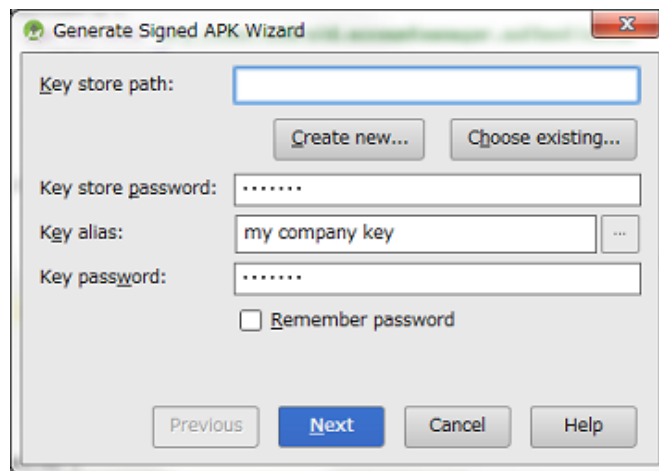 Generate Signed APK Wizard
Key store path:
Create new... Choose existing...
Key store password: •••••••
Key alias: my company key ...
Key password: •••••••
Remember password
Previous Next Cancel Help